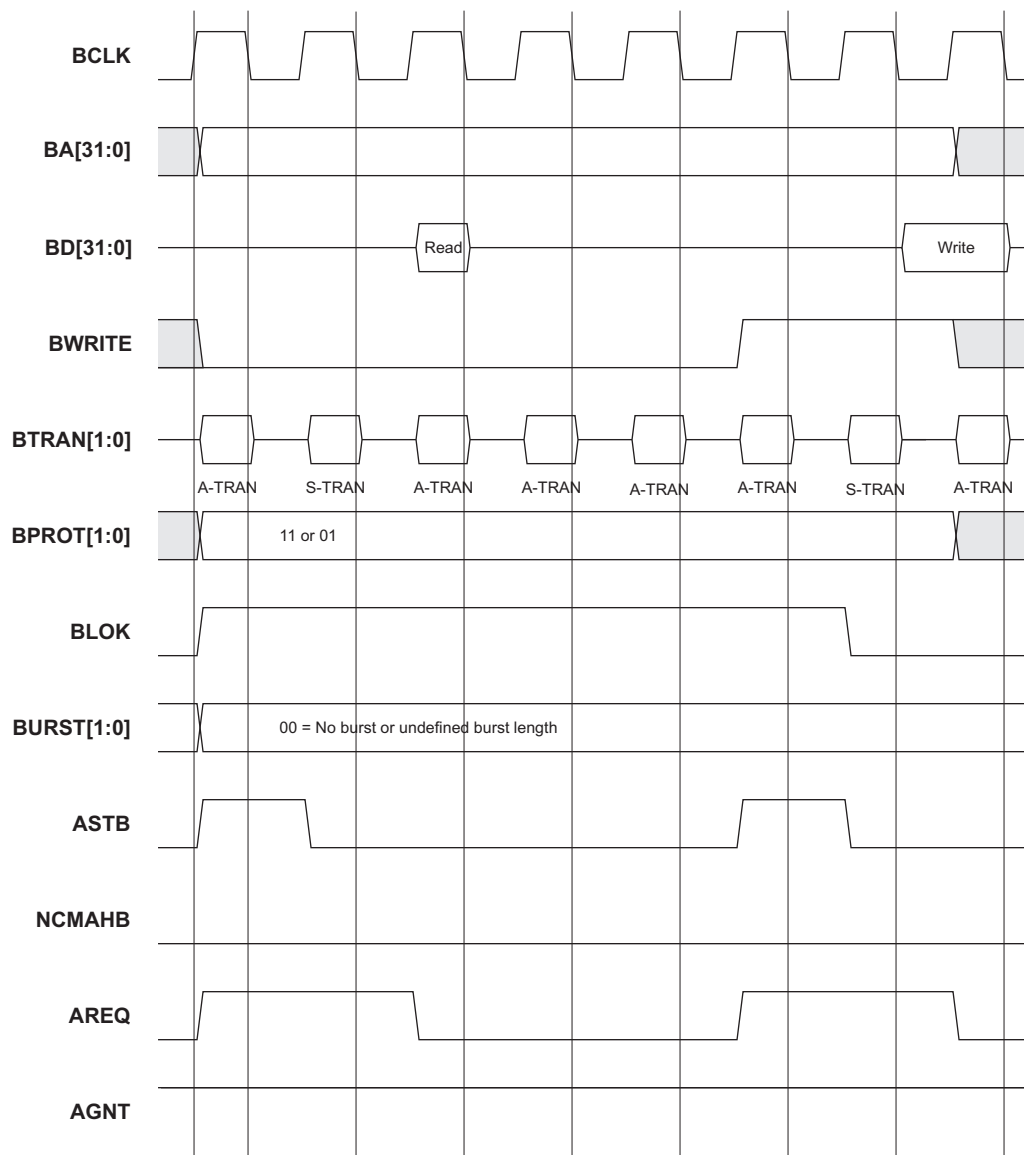 BCLK
BA[31:0]
BD[31:0]
Read
Write
BWRITE
BTRAN[1:0]
A-TRAN S-TRAN A-TRAN A-TRAN A-TRAN A-TRAN S-TRAN A-TRAN
BPROT[1:0]
11 or 01
BLOK
BURST[1:0]
00 = No burst or undefined burst length
ASTB
NCMAHB
AREQ
AGNT